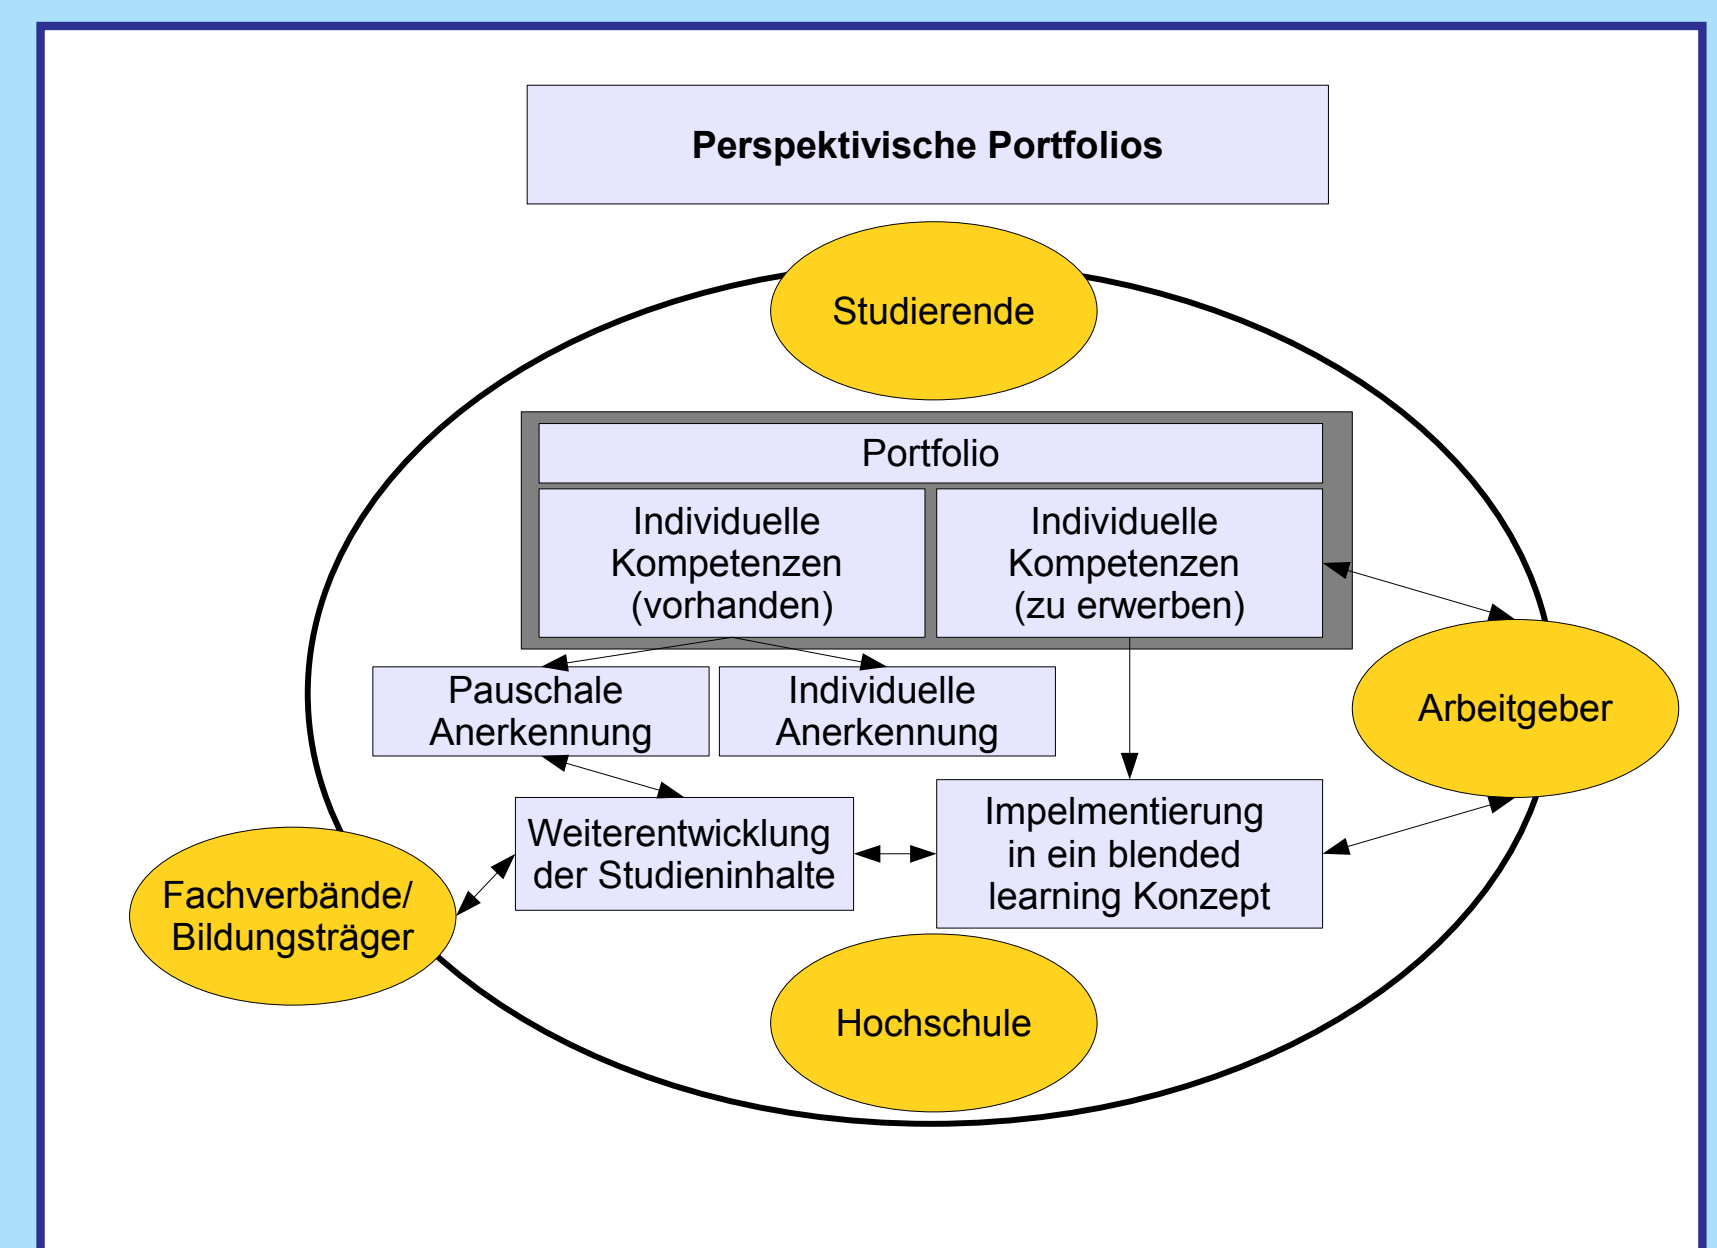 Perspektivische Portfolios
Studierende
Portfolio
Individuelle
Kompetenzen
(vorhanden)
Individuelle
Kompetenzen
(zu erwerben)
Pauschale
Anerkennung
Individuelle
Anerkennung
Arbeitgeber
Weiterentwicklung
der Studieninhalte
Impelmentierung
in ein blended
learning Konzept
Fachverbände/
Bildungsträger
Hochschule